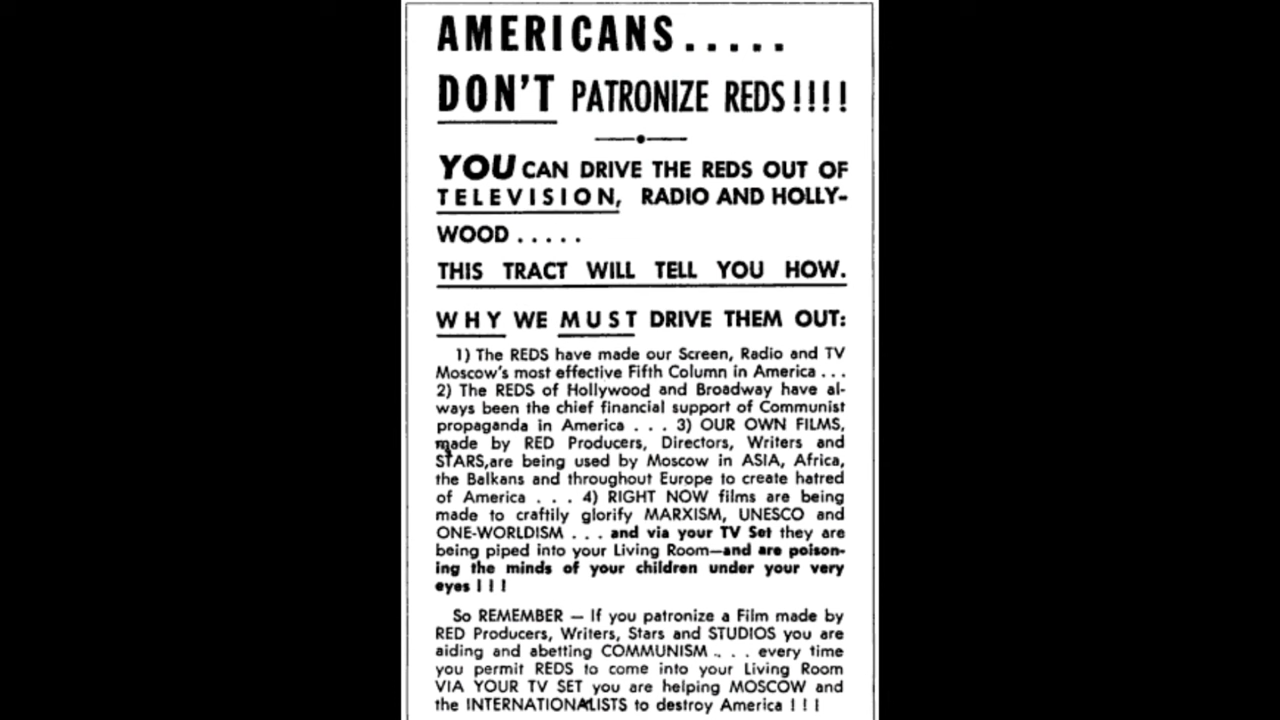 AMERICANS.....
DON'T PATRONIZE REDS!!!!
YOU CAN DRIVE THE REDS OUT OF
TELEVISION, RADIO AND HOLLY-
WOOD.....
THIS TRACT WILL TELL YOU HOW.
WHY WE MUST DRIVE THEM OUT:
1) The REDS have made our Screen, Radio and TV
Moscow's most effective Fifth Column in America . . .
2) The REDS of Hollywood and Broadway have al-
ways been the chief financial support of Communist
propaganda in America . . . 3) OUR OWN FILMS,
made by RED Producers, Directors, Writers and
STARS,are being used by Moscow in ASIA, Africa,
the Balkans and throughout Europe to create hatred
of America . . . 4) RIGHT NOW films are being
made to craftily glorify MARXISM, UNESCO and
ONE-WORLDISM . . . and via your TV Set they are
being piped into your Living Room—and are poison-
ing the minds of your children under your very
eyes ! ! !
So REMEMBER — If you patronize a Film made by
RED Producers, Writers, Stars and STUDIOS you are
aiding and abetting COMMUNISM . . . every time
you permit REDS to come into your Living Room
VIA YOUR TV SET you are helping MOSCOW and
the INTERNATIONALISTS to destroy America ! ! !